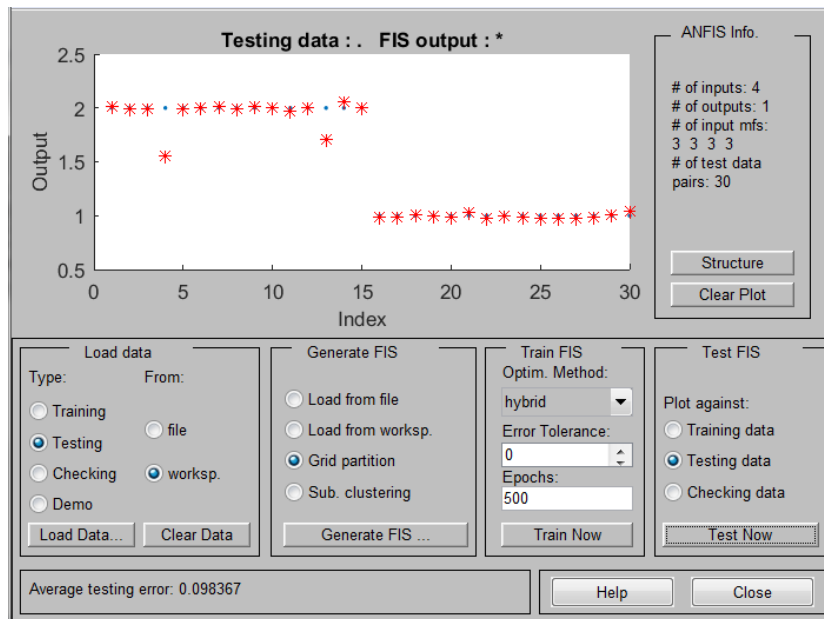 Testing data : .   FIS output : *
Output
2.5
2
1.5
1
0.5
0
5
10
15
20
25
30
Index
ANFIS Info.
# of inputs: 4
# of outputs: 1
# of input mfs:
3 3 3 3
# of test data
pairs: 30
Structure
Clear Plot
Load data
Type:
From:
Training
Testing
Checking
Demo
file
worksp.
Load Data...
Clear Data
Generate FIS
Load from file
Load from worksp.
Grid partition
Sub. clustering
Generate FIS ...
Train FIS
Optim. Method:
hybrid
Error Tolerance:
0
Epochs:
500
Train Now
Test FIS
Plot against:
Training data
Testing data
Checking data
Test Now
Average testing error: 0.098367
Help
Close